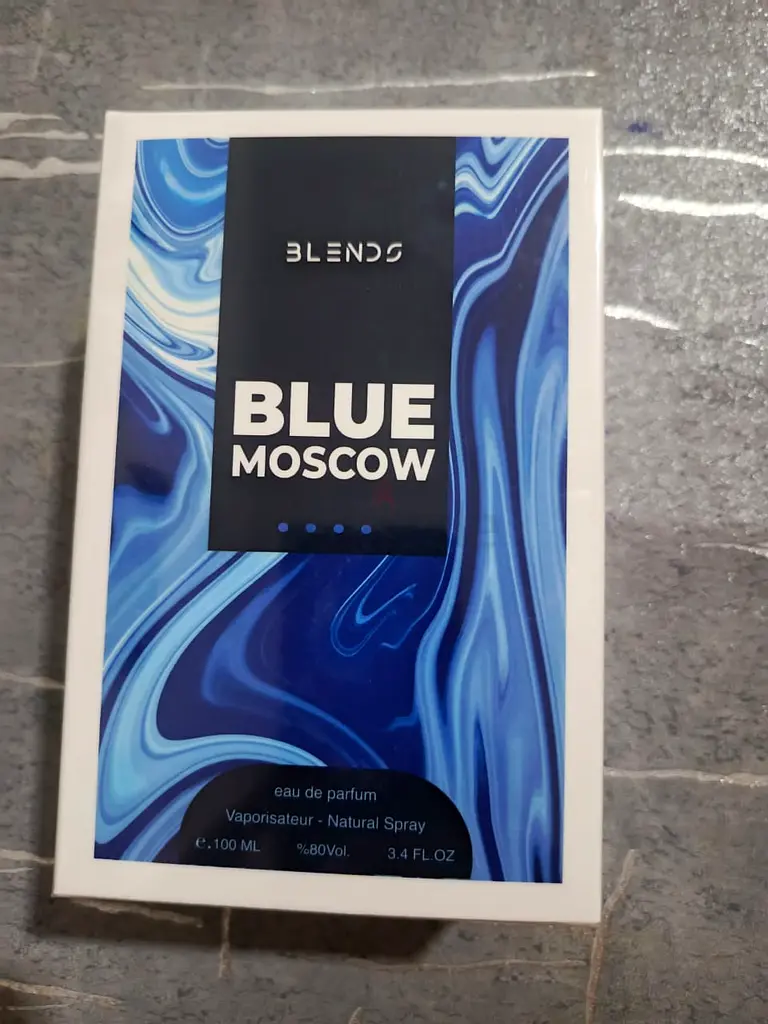 BLENDS
BLUE
MOSCOW
eau de parfum
Vaporisateur - Natural Spray
e.100 ML %80Vol. 3.4 FL.OZ